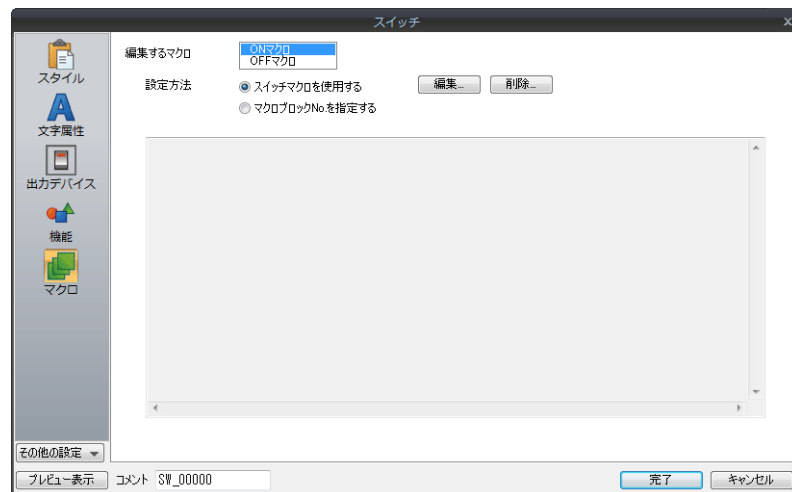 スイッチ
スタイル
文字属性
出力デバイス
機能
マクロ
その他の設定
編集するマクロ
ONマクロ
OFFマクロ
設定方法
スイッチマクロを使用する
編集...
削除...
マクロブロックNo.を指定する
プレビュー表示
コメント
SW_00000
完了
キャンセル